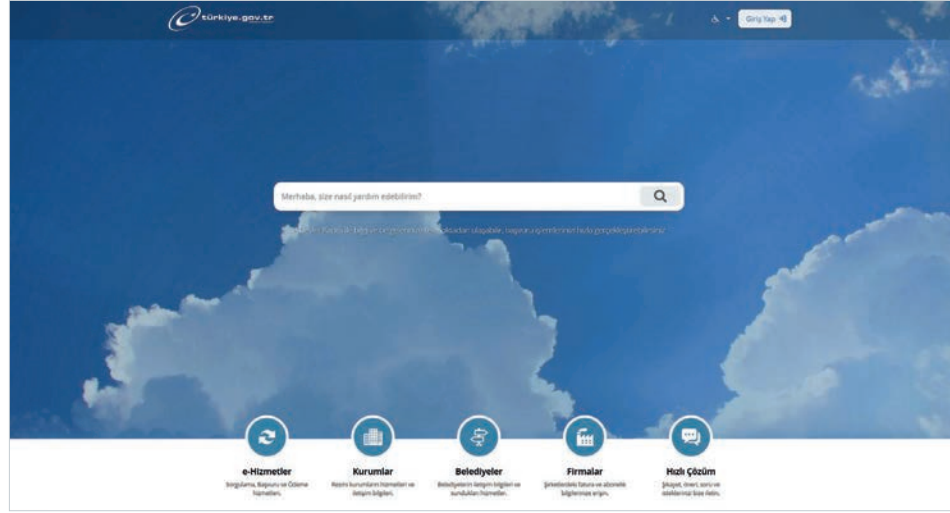 türkiye.gov.tr
Giriş Yap
Merhaba, size nasıl yardım edebilirim?
e-Hizmetler
Sorgulama, Başvuru ve Ödeme
hizmetleri.
Kurumlar
Resmi kurumların hizmetleri ve
iletişim bilgileri.
Belediyeler
Belediyelerin iletişim bilgileri ve
sundukları hizmetler.
Firmalar
Şirketlerdeki fatura ve abonelik
bilgilerinize erişin.
Hızlı Çözüm
Şikayet, öneri, soru ve
isteklerinizi bize iletin.